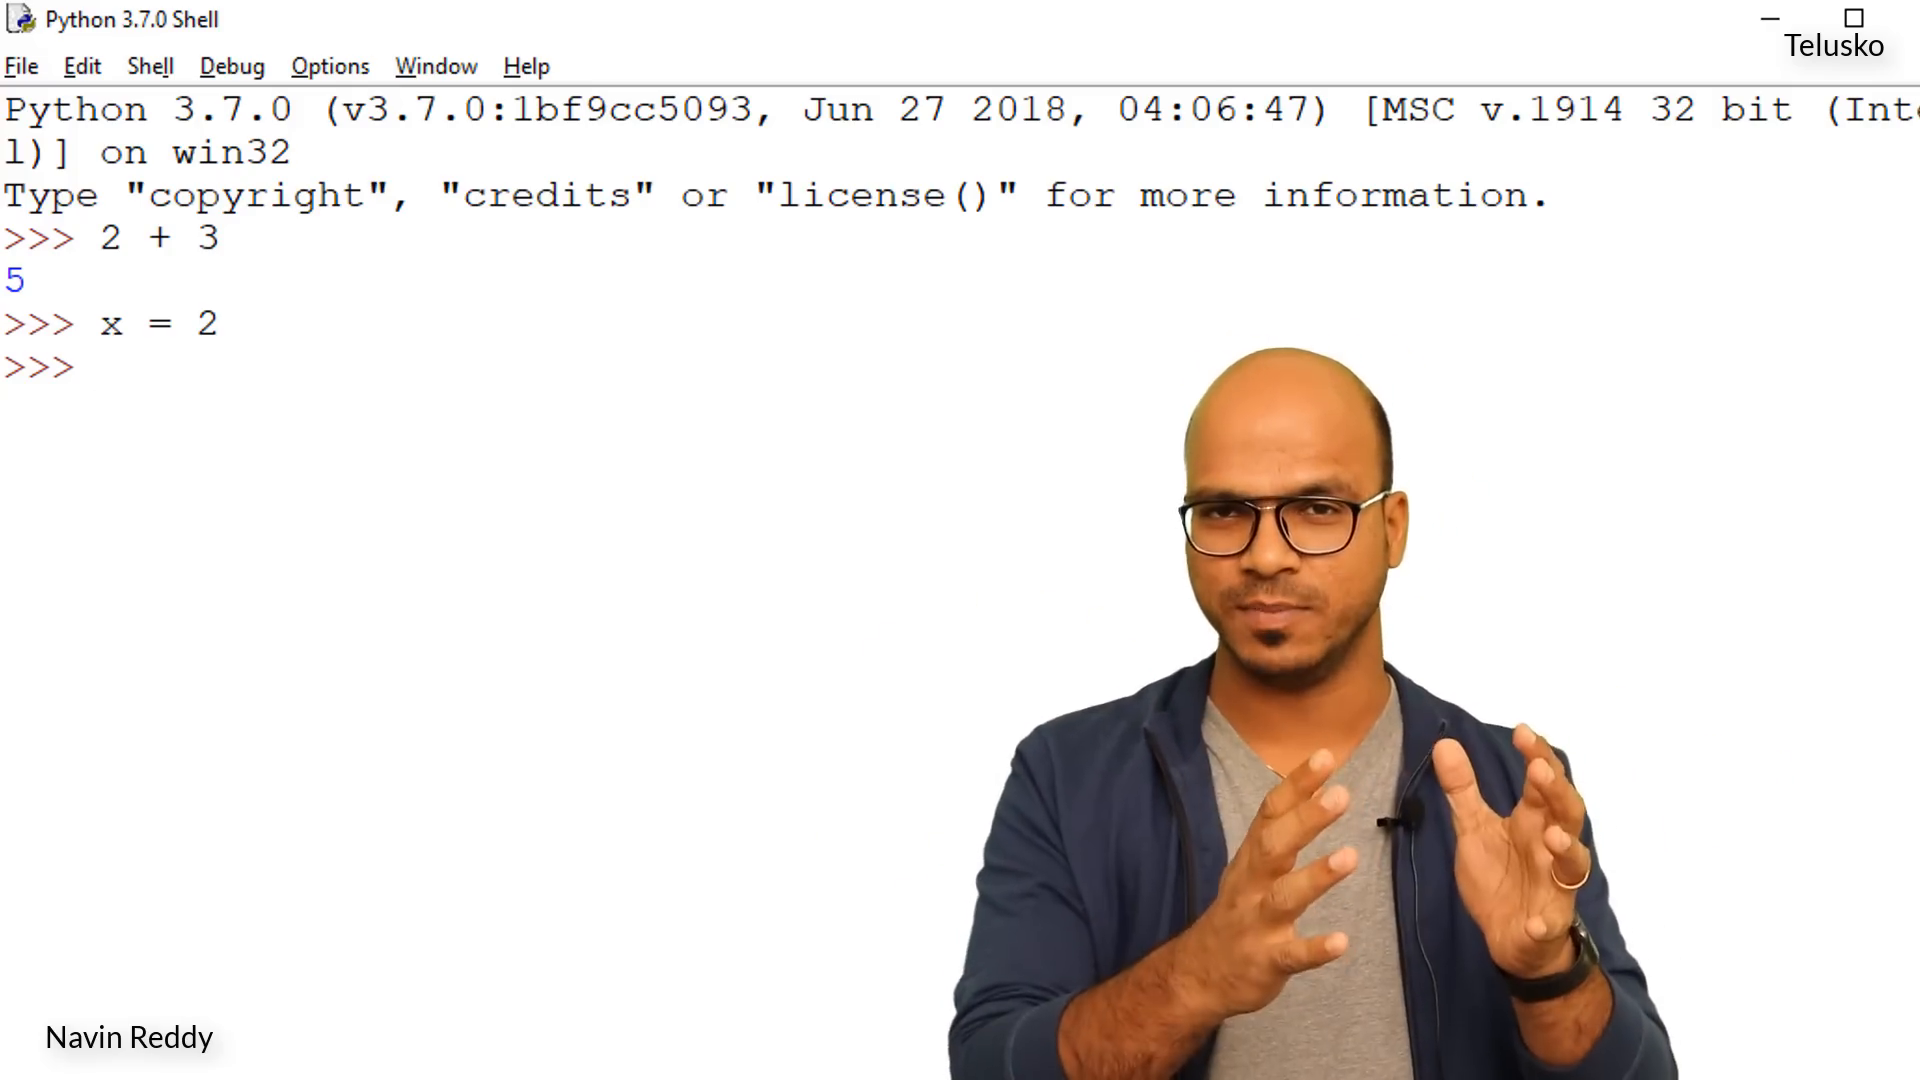 Python 3.7.0 Shell
Telusko
File Edit Shell Debug Options Window Help
Python 3.7.0 (v3.7.0:1bf9cc5093, Jun 27 2018, 04:06:47) [MSC v.1914 32 bit (Inte
l)] on win32
Type "copyright", "credits" or "license()" for more information.
>>> 2 + 3
5
>>> x = 2
>>>
Navin Reddy